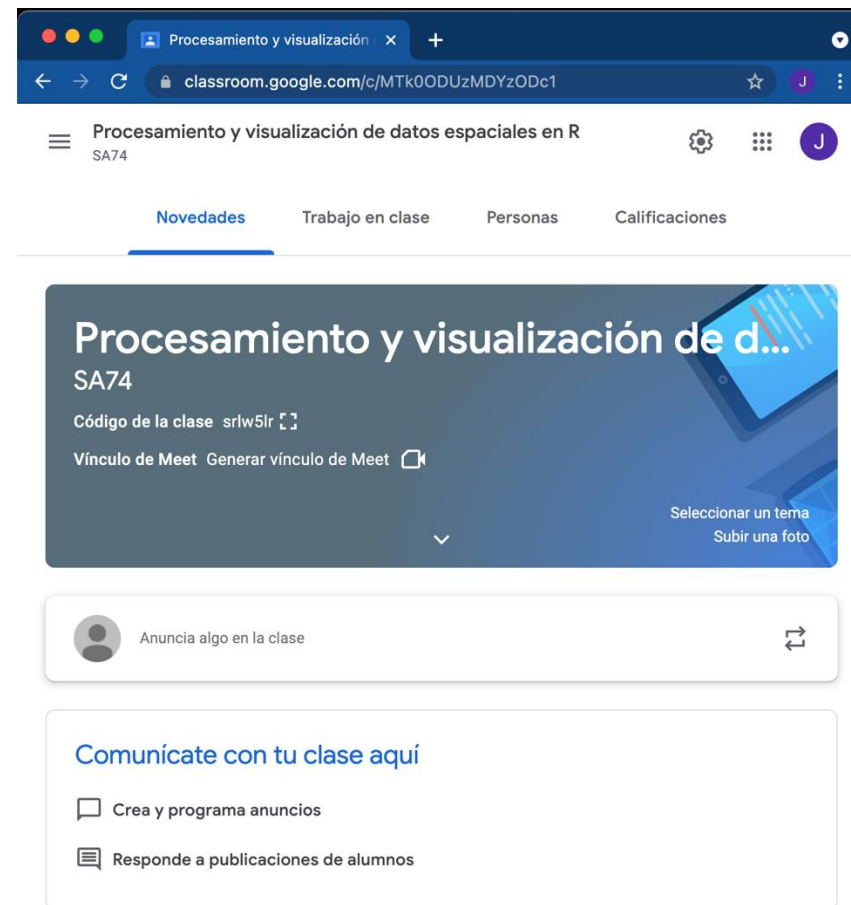 Procesamiento y visualización
classroom.google.com/c/MTk0ODUzMDYzODc1
J
Procesamiento y visualización de datos espaciales en R
SA74
J
Novedades Trabajo en clase Personas Calificaciones
Procesamiento y visualización de d...
SA74
Código de la clase srlw5lr
Vínculo de Meet Generar vínculo de Meet
Seleccionar un tema
Subir una foto
Anuncia algo en la clase
Comunícate con tu clase aquí
Crea y programa anuncios
Responde a publicaciones de alumnos